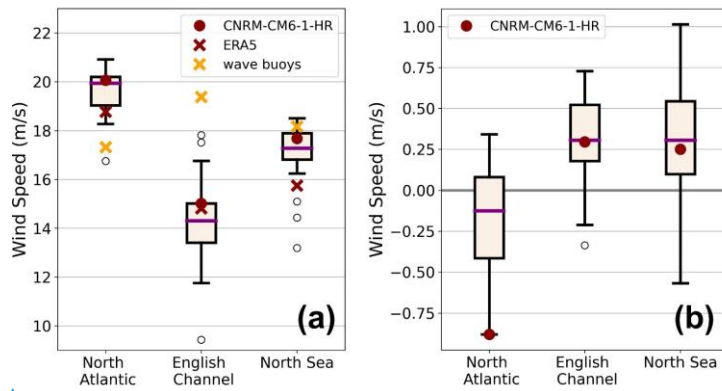 22
20
18
16
14
12
10
Wind Speed (m/s)
CNRM-CM6-1-HR
ERA5
wave buoys
(a)
North
Atlantic
English
Channel
North Sea
1.00
0.75
0.50
0.25
0.00
−0.25
−0.50
−0.75
Wind Speed (m/s)
CNRM-CM6-1-HR
(b)
North
Atlantic
English
Channel
North Sea